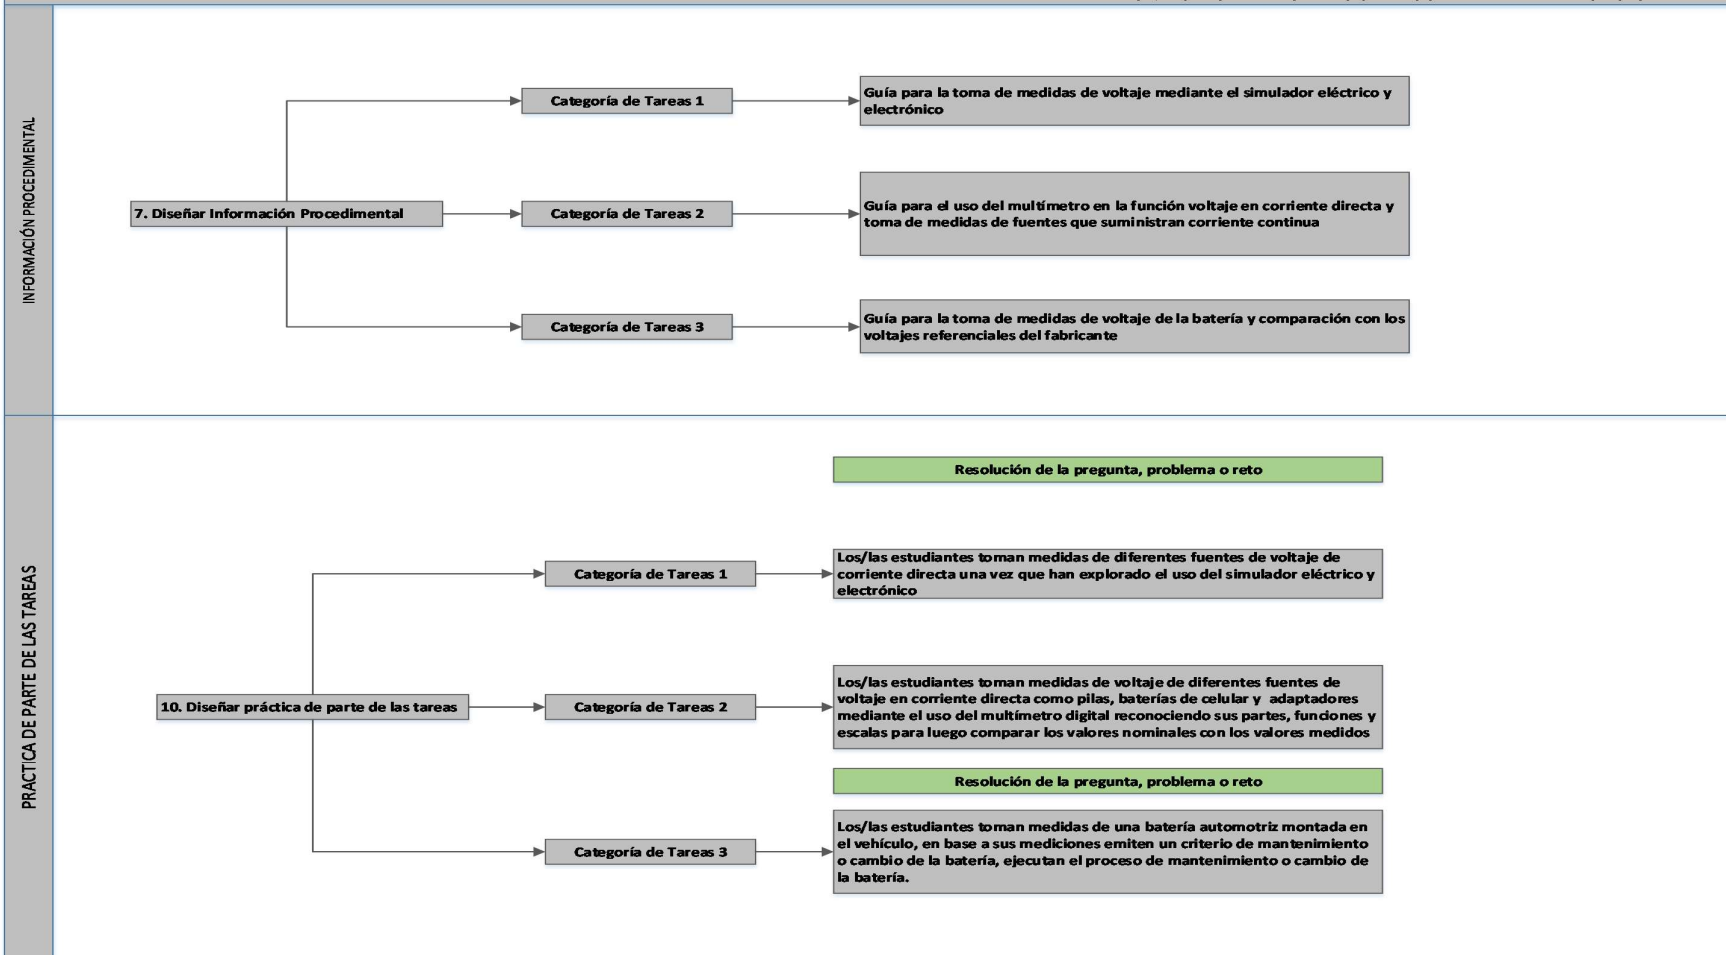 INFORMACIÓN PROCEDIMENTAL
Categoría de Tareas 1
Guía para la toma de medidas de voltaje mediante el simulador eléctrico y
electrónico
7. Diseñar Información Procedimental
Categoría de Tareas 2
Guía para el uso del multímetro en la función voltaje en corriente directa y
toma de medidas de fuentes que suministran corriente continua
Categoría de Tareas 3
Guía para la toma de medidas de voltaje de la batería y comparación con los
voltajes referenciales del fabricante
PRACTICA DE PARTE DE LAS TAREAS
Resolución de la pregunta, problema o reto
Categoría de Tareas 1
Los/las estudiantes toman medidas de diferentes fuentes de voltaje de
corriente directa una vez que han explorado el uso del simulador eléctrico y
electrónico
10. Diseñar práctica de parte de las tareas
Categoría de Tareas 2
Los/las estudiantes toman medidas de voltaje de diferentes fuentes de
voltaje en corriente directa como pilas, baterías de celular y adaptadores
mediante el uso del multímetro digital reconociendo sus partes, funciones y
escalas para luego comparar los valores nominales con los valores medidos
Resolución de la pregunta, problema o reto
Categoría de Tareas 3
Los/las estudiantes toman medidas de una batería automotriz montada en
el vehículo, en base a sus mediciones emiten un criterio de mantenimiento
o cambio de la batería, ejecutan el proceso de mantenimiento o cambio de
la batería.